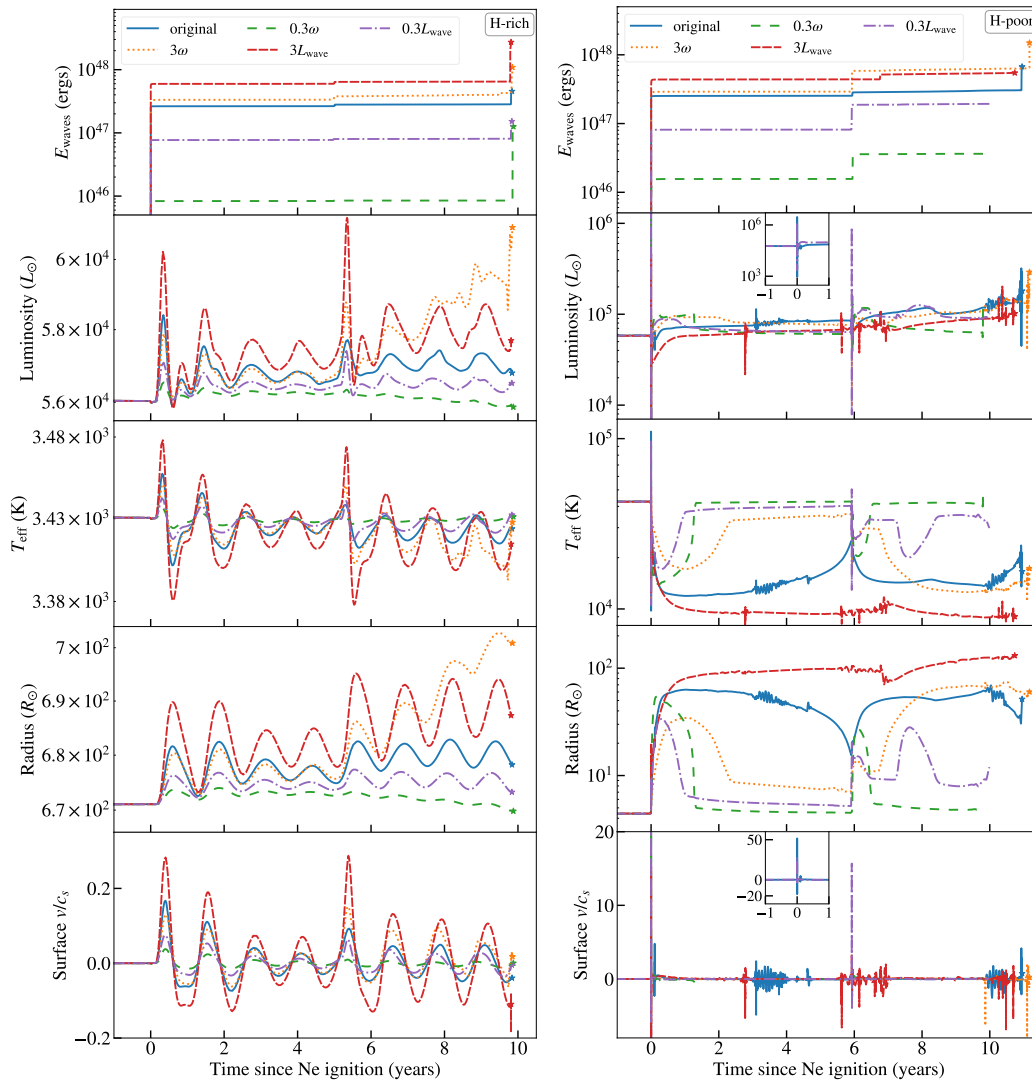 original
3ω
0.3ω
3L_wave
0.3L_wave
H-rich
10^48
10^47
10^46
E_waves (ergs)
6 × 10^4
5.8 × 10^4
5.6 × 10^4
Luminosity (L_⊙)
3.48 × 10^3
3.43 × 10^3
3.38 × 10^3
T_eff (K)
7 × 10^2
6.9 × 10^2
6.8 × 10^2
6.7 × 10^2
Radius (R_⊙)
0.2
0.0
−0.2
Surface v/c_s
0 2 4 6 8 10
Time since Ne ignition (years)
original
3ω
0.3ω
3L_wave
0.3L_wave
H-poor
10^48
10^47
10^46
E_waves (ergs)
10^6
10^5
10^4
Luminosity (L_⊙)
10^6
10^3
−1 0 1
10^5
10^4
T_eff (K)
10^2
10^1
Radius (R_⊙)
20
15
10
5
0
−5
Surface v/c_s
50
0
−20
−1 0 1
0 2 4 6 8 10
Time since Ne ignition (years)